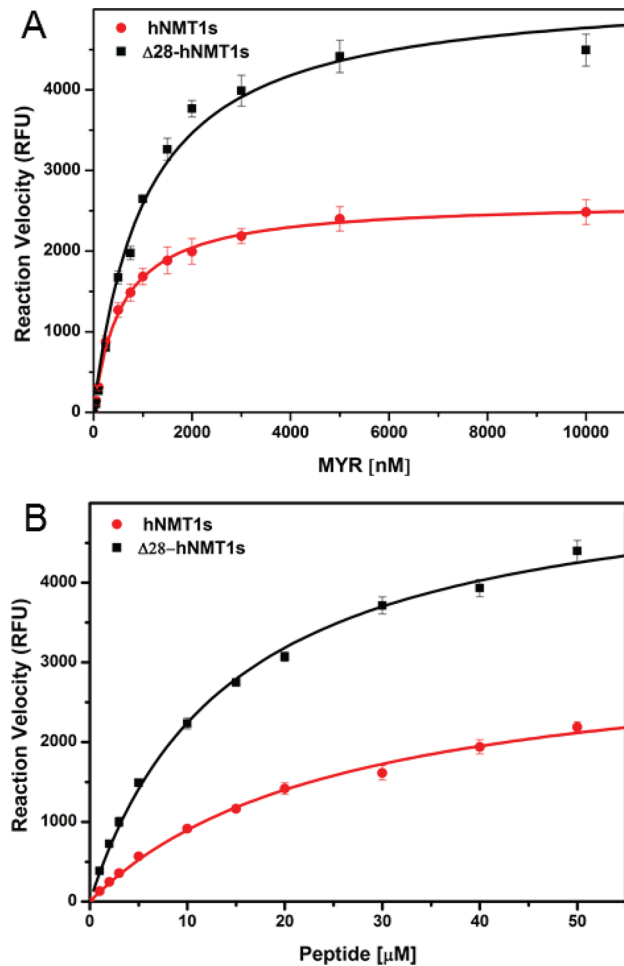 A
hNMT1s
Δ28-hNMT1s
Reaction Velocity (RFU)
4000
3000
2000
1000
0
0 2000 4000 6000 8000 10000
MYR [nM]
B
hNMT1s
Δ28–hNMT1s
Reaction Velocity (RFU)
4000
3000
2000
1000
0
0 10 20 30 40 50
Peptide [μM]